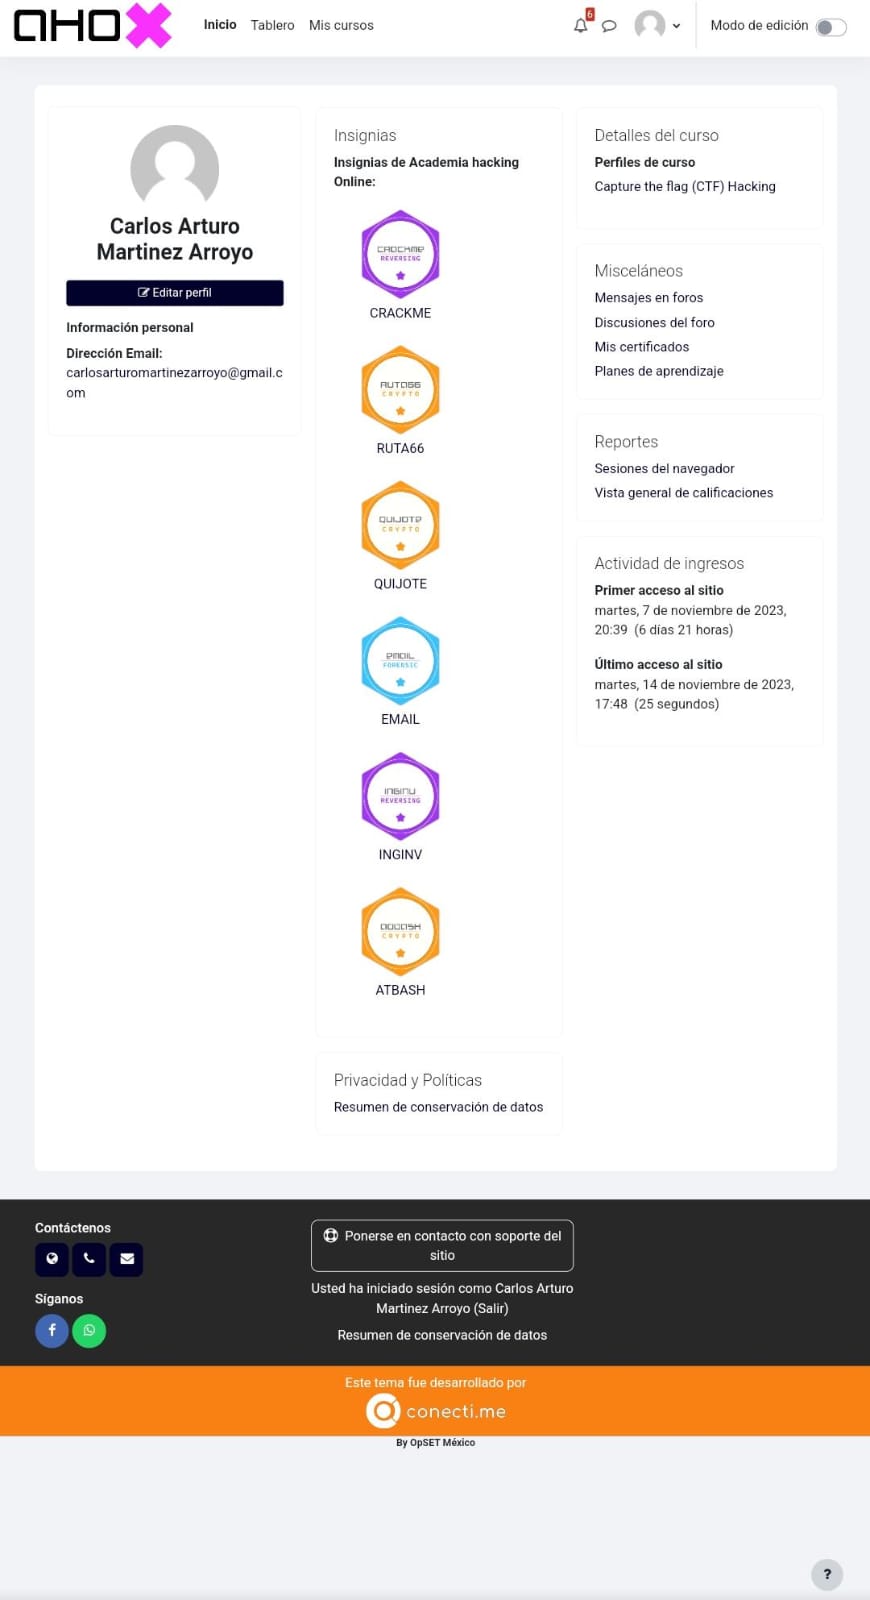 AHOX
Inicio
Tablero
Mis cursos
6
Modo de edición
Carlos Arturo
Martinez Arroyo
Editar perfil
Información personal
Dirección Email:
carlosarturomartinezarroyo@gmail.c
om
Insignias
Insignias de Academia hacking
Online:
CROCKME
REVERSING
CRACKME
RUTA66
CRYPTO
RUTA66
QUIJOTE
CRYPTO
QUIJOTE
EMAIL
FORENSIC
EMAIL
INGINV
REVERSING
INGINV
CRYPTO
ATBASH
Privacidad y Políticas
Resumen de conservación de datos
Detalles del curso
Perfiles de curso
Capture the flag (CTF) Hacking
Misceláneos
Mensajes en foros
Discusiones del foro
Mis certificados
Planes de aprendizaje
Reportes
Sesiones del navegador
Vista general de calificaciones
Actividad de ingresos
Primer acceso al sitio
martes, 7 de noviembre de 2023,
20:39 (6 días 21 horas)
Último acceso al sitio
martes, 14 de noviembre de 2023,
17:48 (25 segundos)
Contáctenos
Síganos
Ponerse en contacto con soporte del
sitio
Usted ha iniciado sesión como Carlos Arturo
Martinez Arroyo (Salir)
Resumen de conservación de datos
Este tema fue desarrollado por
conecti.me
By OpSET México
?